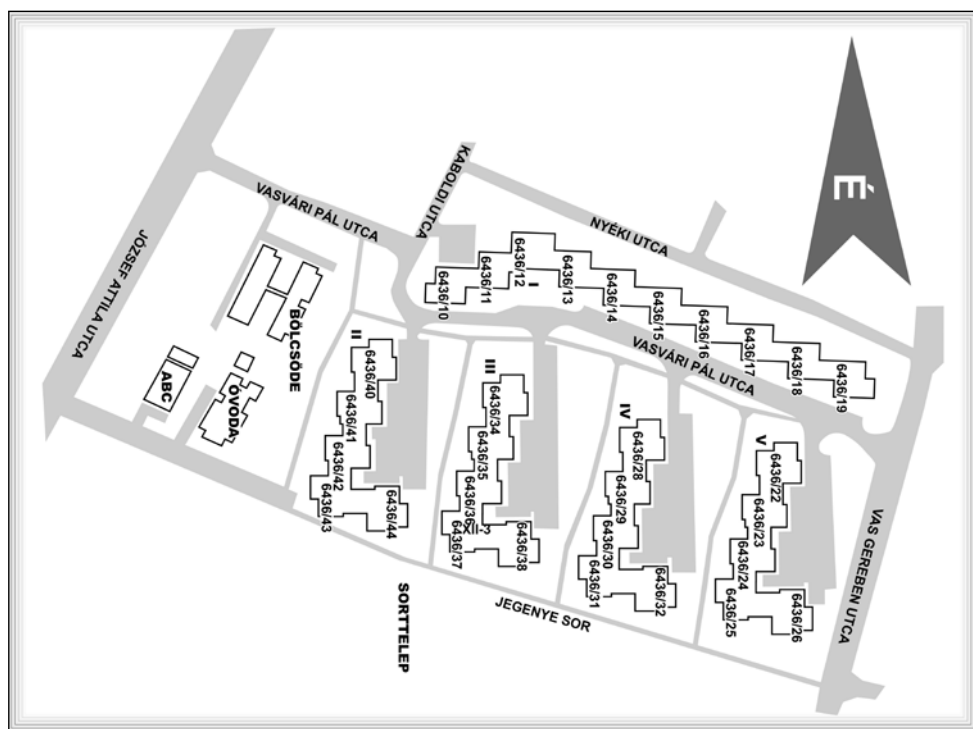 É
KABOLDI UTCA
NYÉKI UTCA
VASVÁRI PÁL UTCA
JÓZSEF ATTILA UTCA
I
6436/10
6436/11
6436/12
6436/13
6436/14
6436/15
6436/16
6436/17
6436/18
6436/19
VASVÁRI PÁL UTCA
VAS GEREBEN UTCA
BÖLCSÖDE
ÓVODA
ABC
II
6436/40
6436/41
6436/42
6436/43
6436/44
III
6436/34
6436/35
6436/36
XII-3
6436/37
6436/38
IV
6436/28
6436/29
6436/30
6436/31
6436/32
V
6436/22
6436/23
6436/24
6436/25
6436/26
JEGENYE SOR
SORTTELEP